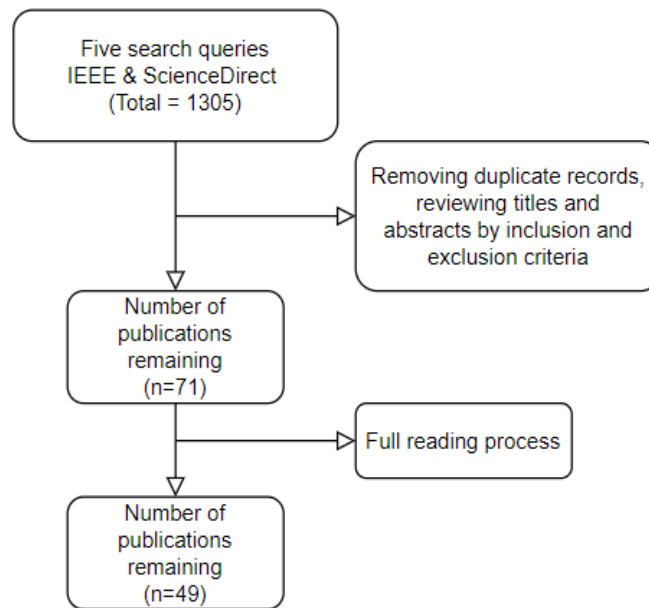 Five search queries
IEEE & ScienceDirect
(Total = 1305)
Removing duplicate records,
reviewing titles and
abstracts by inclusion and
exclusion criteria
Number of
publications
remaining
(n=71)
Full reading process
Number of
publications
remaining
(n=49)